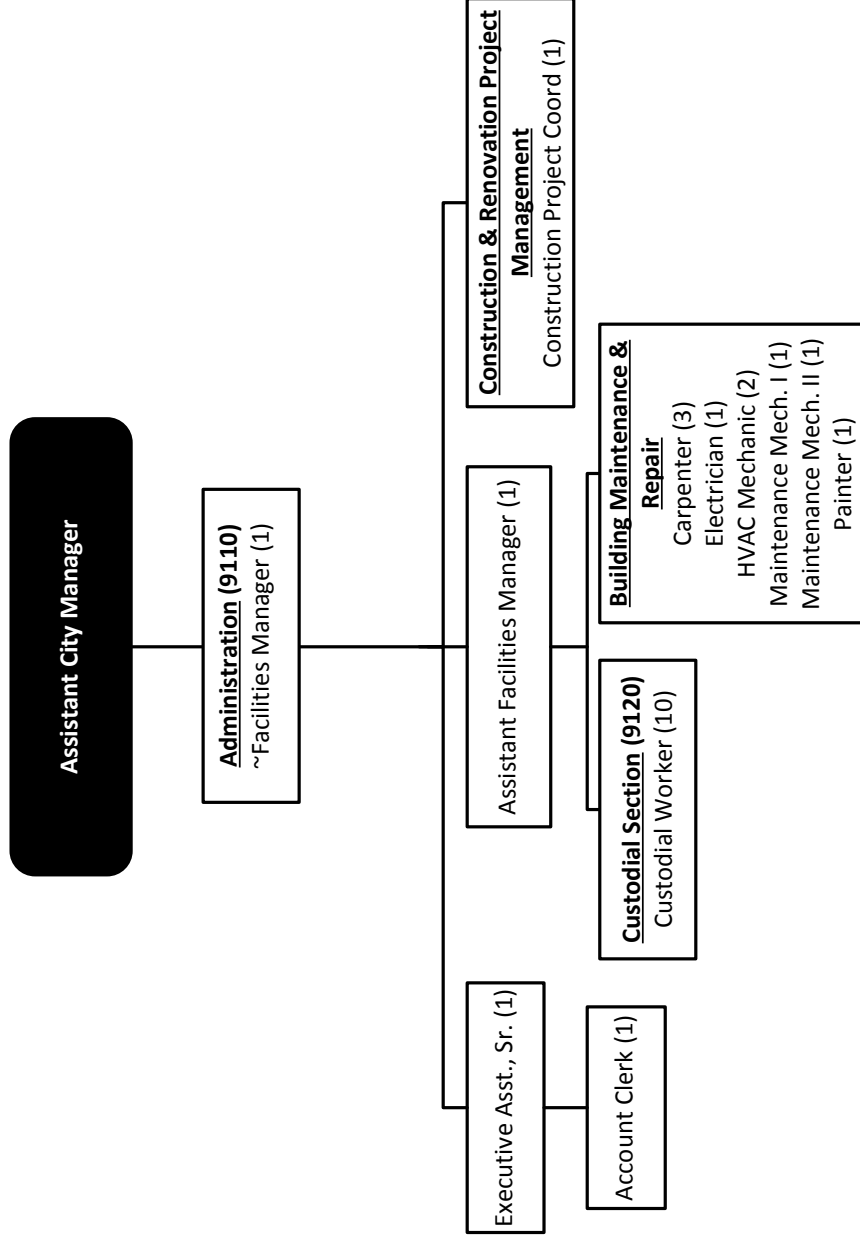 Assistant City Manager
Administration (9110)
~Facilities Manager (1)
Executive Asst., Sr. (1)
Account Clerk (1)
Assistant Facilities Manager (1)
Custodial Section (9120)
Custodial Worker (10)
Building Maintenance &
Repair
Carpenter (3)
Electrician (1)
HVAC Mechanic (2)
Maintenance Mech. I (1)
Maintenance Mech. II (1)
Painter (1)
Construction & Renovation Project
Management
Construction Project Coord (1)